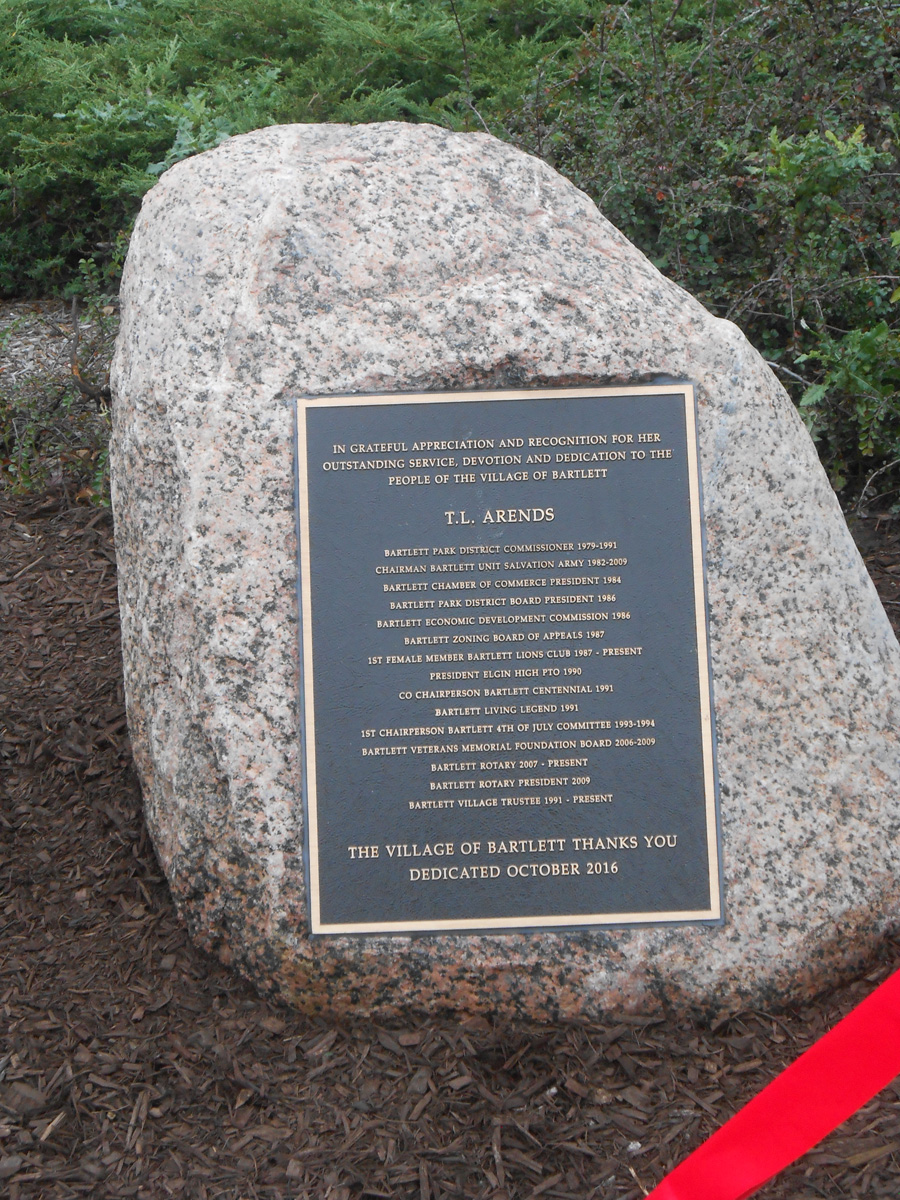 IN GRATEFUL APPRECIATION AND RECOGNITION FOR HER
OUTSTANDING SERVICE, DEVOTION AND DEDICATION TO THE
PEOPLE OF THE VILLAGE OF BARTLETT
T.L. ARENDS
BARTLETT PARK DISTRICT COMMISSIONER 1979-1991
CHAIRMAN BARTLETT UNIT SALVATION ARMY 1982-2009
BARTLETT CHAMBER OF COMMERCE PRESIDENT 1984
BARTLETT PARK DISTRICT BOARD PRESIDENT 1986
BARTLETT ECONOMIC DEVELOPMENT COMMISSION 1986
BARTLETT ZONING BOARD OF APPEALS 1987
1ST FEMALE MEMBER BARTLETT LIONS CLUB 1987 - PRESENT
PRESIDENT ELGIN HIGH PTO 1990
CO CHAIRPERSON BARTLETT CENTENNIAL 1991
BARTLETT LIVING LEGEND 1991
1ST CHAIRPERSON BARTLETT 4TH OF JULY COMMITTEE 1993-1994
BARTLETT VETERANS MEMORIAL FOUNDATION BOARD 2006-2009
BARTLETT ROTARY 2007 - PRESENT
BARTLETT ROTARY PRESIDENT 2009
BARTLETT VILLAGE TRUSTEE 1991 - PRESENT
THE VILLAGE OF BARTLETT THANKS YOU
DEDICATED OCTOBER 2016